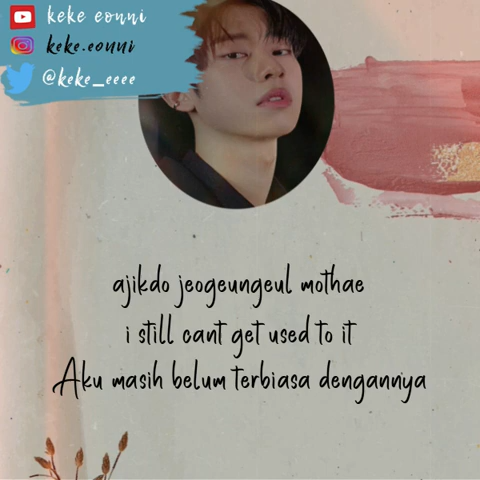 keke eonni
keke.eonni
@keke_eeee
ajikdo jeogeungeul mothae
i still cant get used to it
Aku masih belum terbiasa dengannya